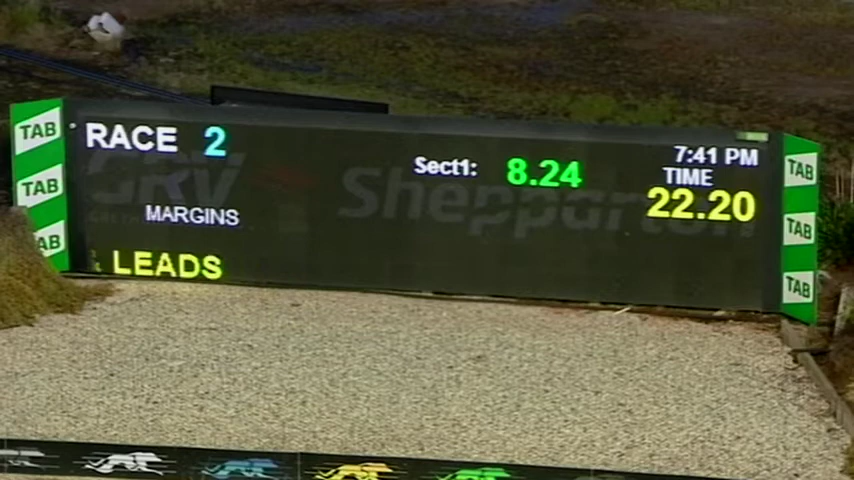 TAB
TAB
AB
RACE 2
Sect1: 8.24
7:41 PM
TIME
22.20
GRV
Shepparton
MARGINS
LEADS
TAB
TAB
TAB